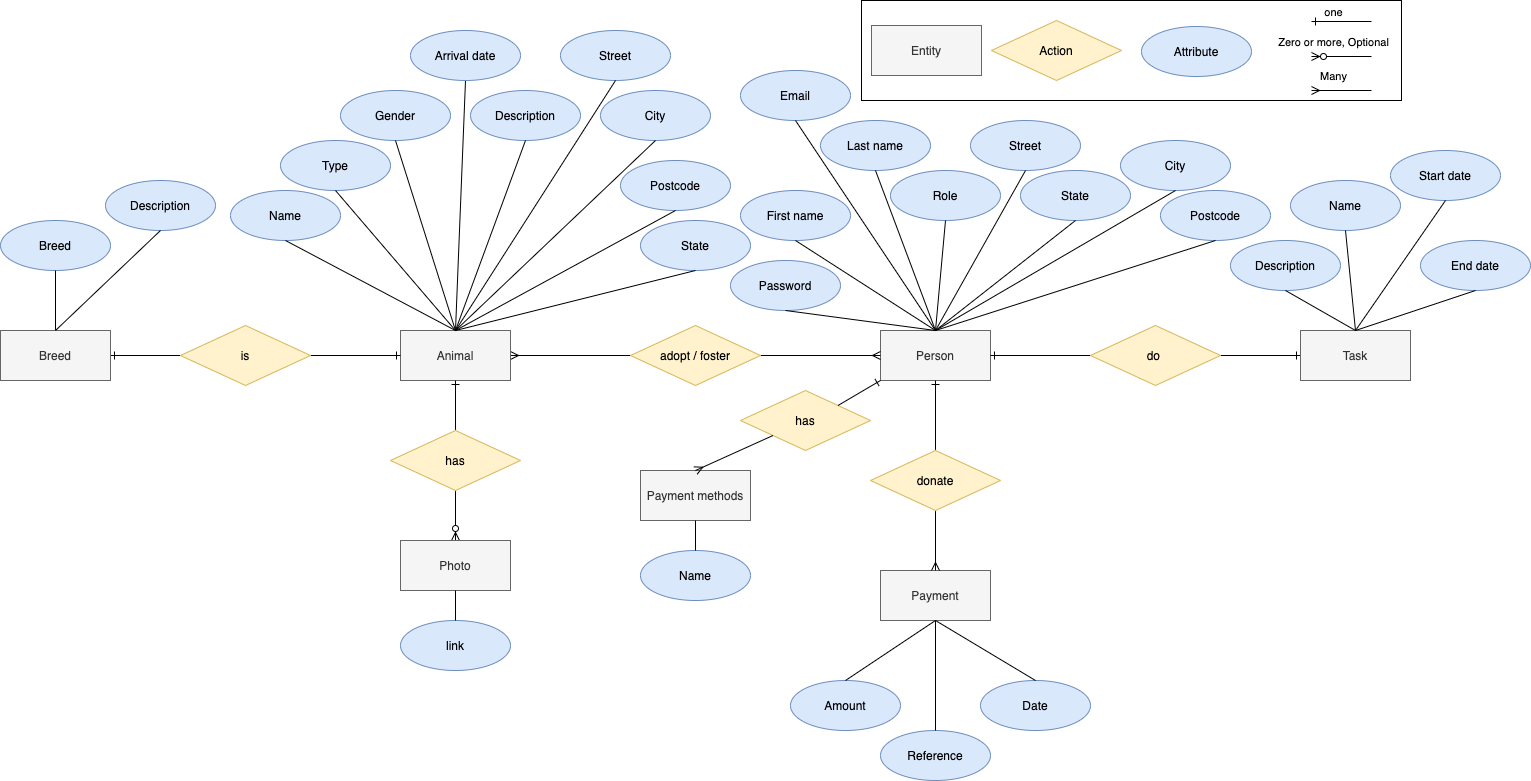 one
Entity
Action
Attribute
Zero or more, Optional
Many
Arrival date
Street
Email
Gender
Description
City
Last name
Street
City
Type
Postcode
Role
State
Start date
Description
Name
First name
Postcode
Name
Breed
State
Password
Description
End date
Breed
is
Animal
adopt / foster
Person
do
Task
has
has
donate
Payment methods
Photo
Name
Payment
link
Amount
Date
Reference